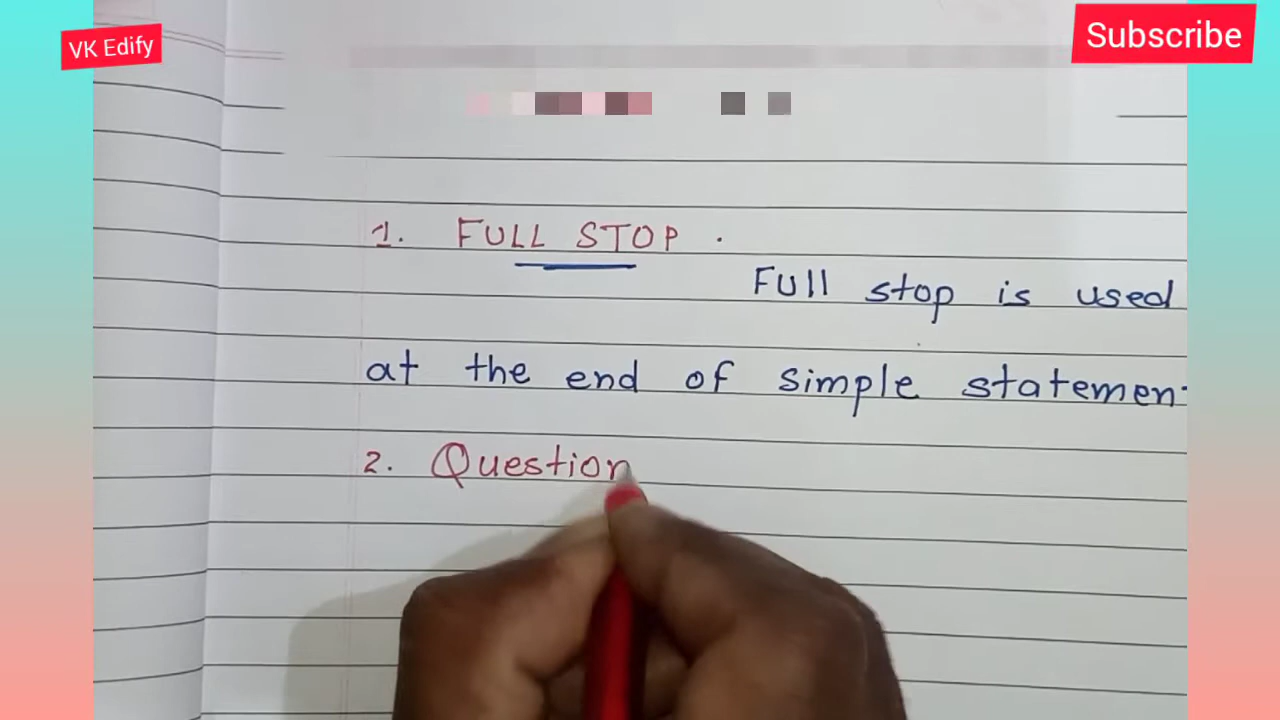 VK Edify
Subscribe
1. FULL STOP .
Full stop is used
at the end of simple statemen
2. Question